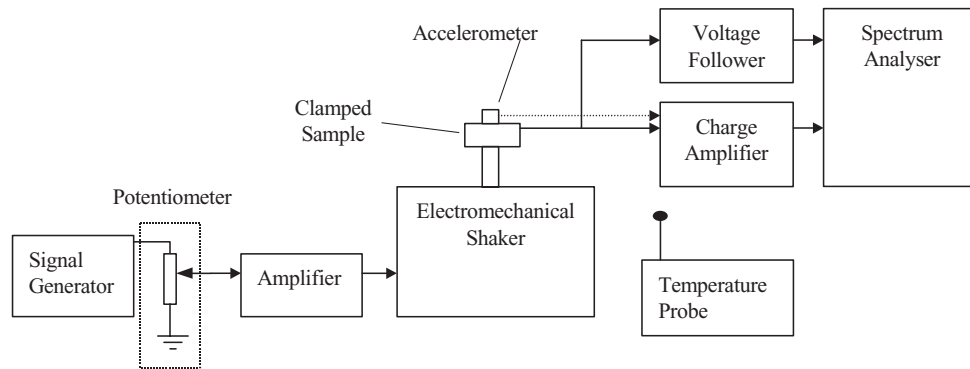 Accelerometer
Voltage
Follower
Spectrum
Analyser
Clamped
Sample
Charge
Amplifier
Potentiometer
Electromechanical
Shaker
Signal
Generator
Amplifier
Temperature
Probe